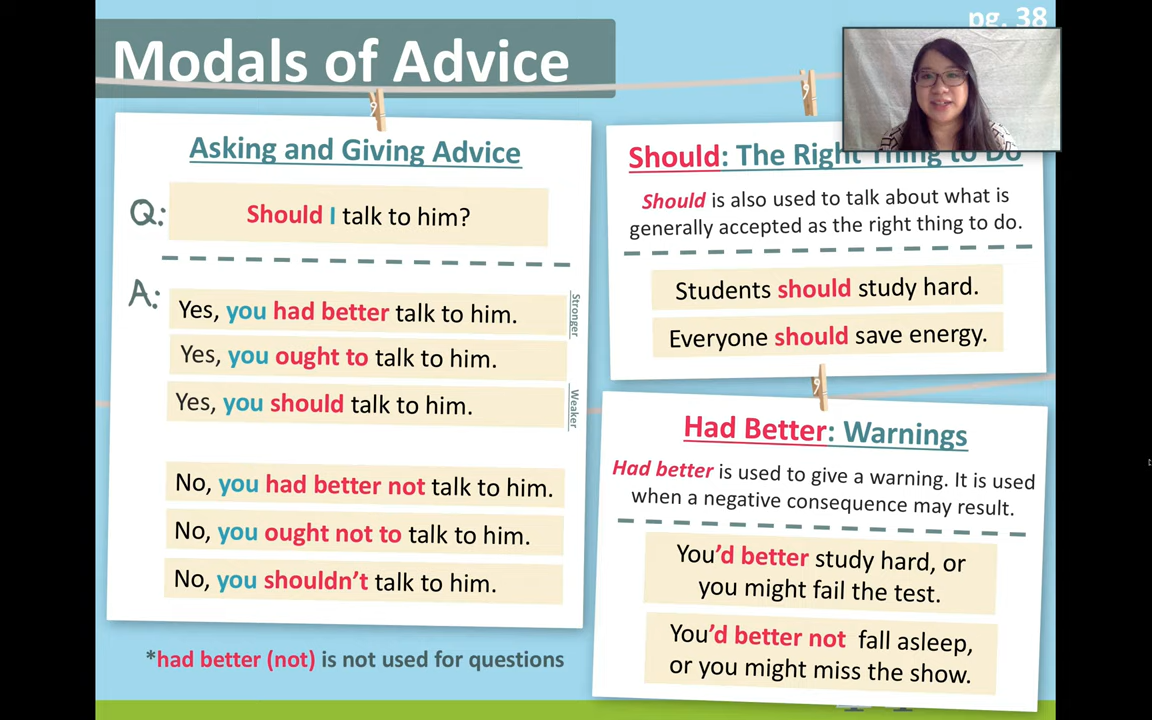 pg. 38
Modals of Advice
Asking and Giving Advice
Q:
Should I talk to him?
A:
Yes, you had better talk to him.
Yes, you ought to talk to him.
Yes, you should talk to him.
Stronger
Weaker
No, you had better not talk to him.
No, you ought not to talk to him.
No, you shouldn't talk to him.
*had better (not) is not used for questions
Should: The Right Thing to Do
Should is also used to talk about what is
generally accepted as the right thing to do.
Students should study hard.
Everyone should save energy.
Had Better: Warnings
Had better is used to give a warning. It is used
when a negative consequence may result.
You'd better study hard, or
you might fail the test.
You'd better not fall asleep,
or you might miss the show.